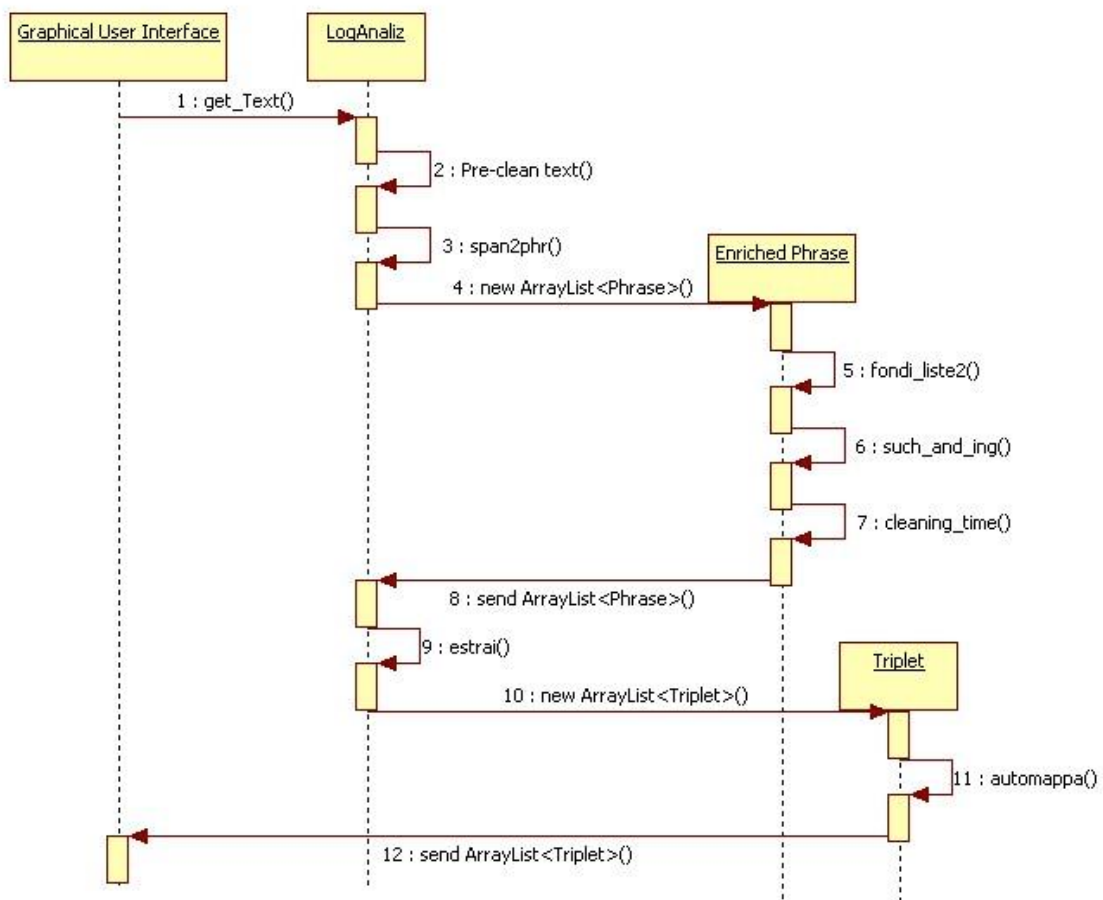 Graphical User Interface
LogAnaliz
1 : get_Text()
2 : Pre-clean text()
3 : span2phr()
Enriched Phrase
4 : new ArrayList<Phrase>()
5 : fondi_liste2()
6 : such_and_ing()
7 : cleaning_time()
8 : send ArrayList<Phrase>()
9 : estrai()
Triplet
10 : new ArrayList<Triplet>()
11 : automappa()
12 : send ArrayList<Triplet>()